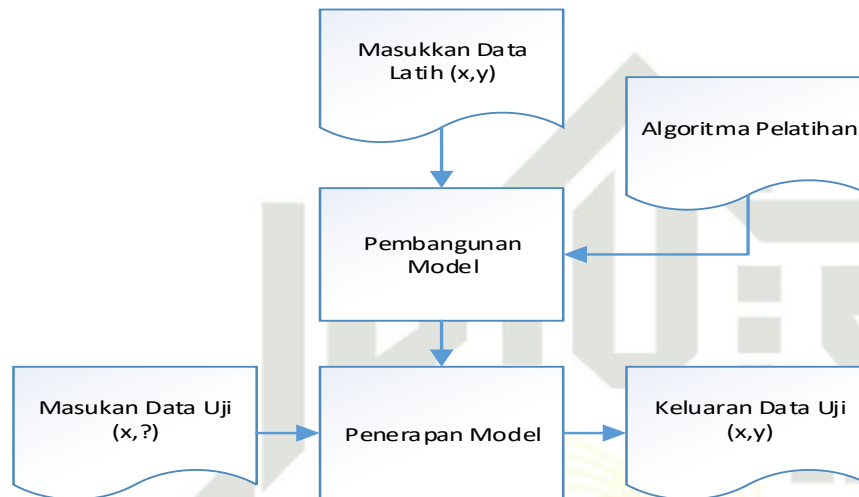 Masukkan Data
Latih (x,y)
Algoritma Pelatihan
Pembangunan
Model
Masukan Data Uji
(x,?)
Penerapan Model
Keluaran Data Uji
(x,y)